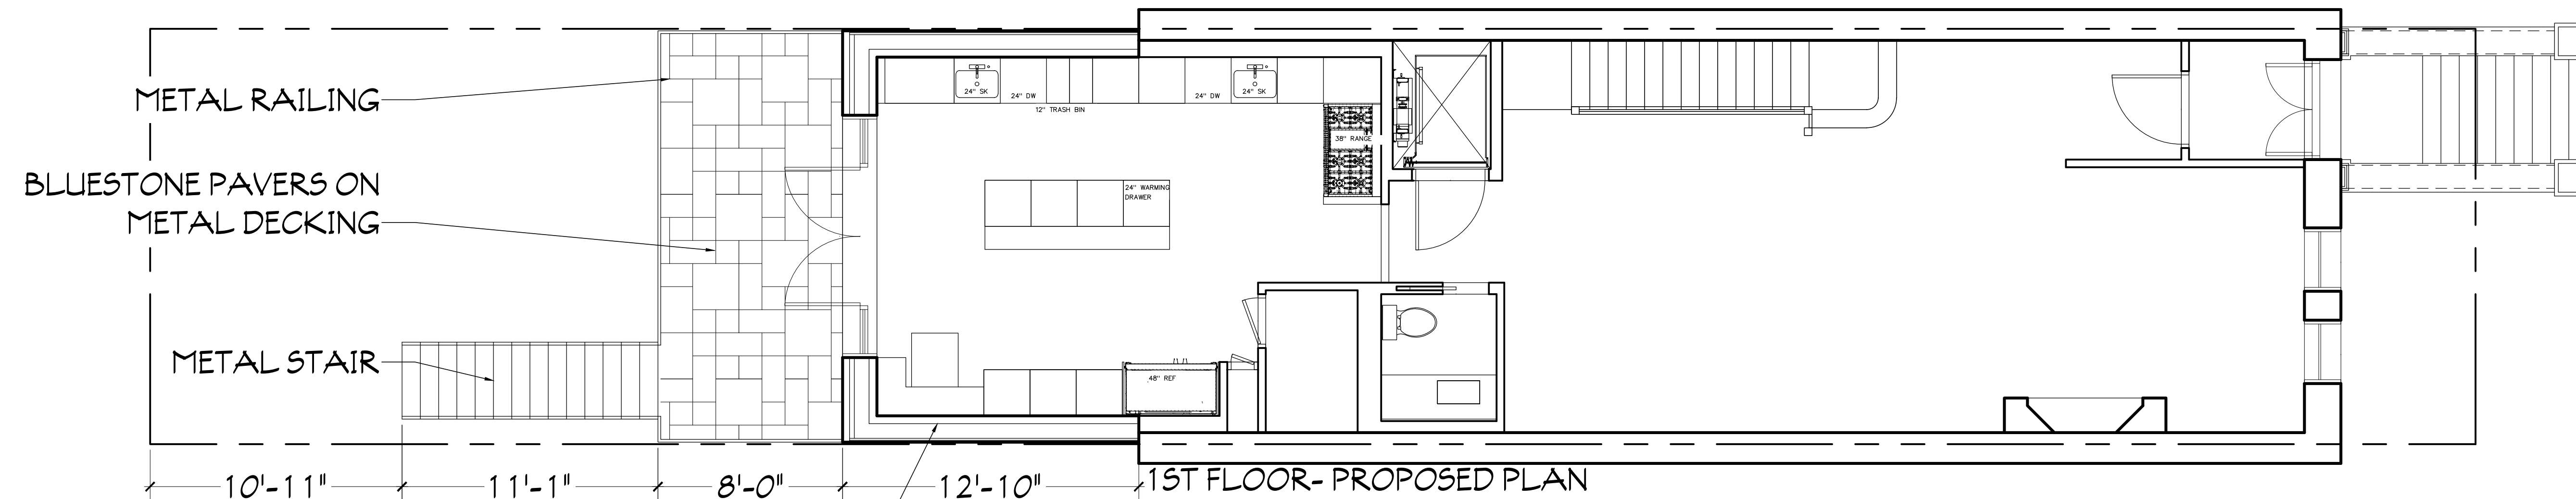 METAL RAILING
BLUESTONE PAVERS ON
METAL DECKING
METAL STAIR
24" SK
24" DW
12" TRASH BIN
24" DW
24" SK
38" RANGE
24" WARMING
DRAWER
48" REF
10'-11"
11'-1"
8'-0"
12'-10"
1ST FLOOR- PROPOSED PLAN